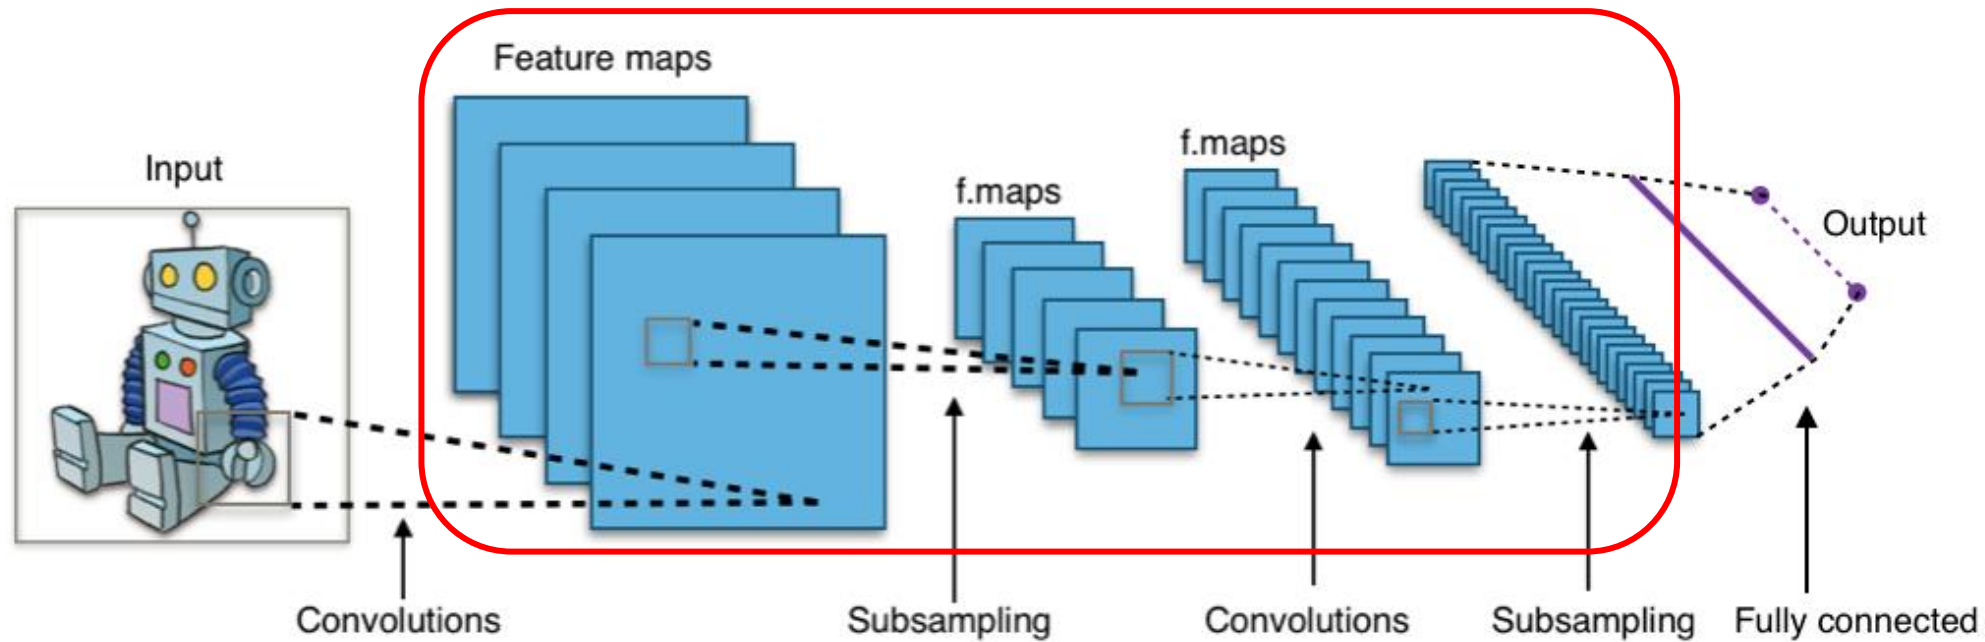 Feature maps
f.maps
Input
f.maps
Output
Convolutions
Subsampling
Convolutions
Subsampling
Fully connected